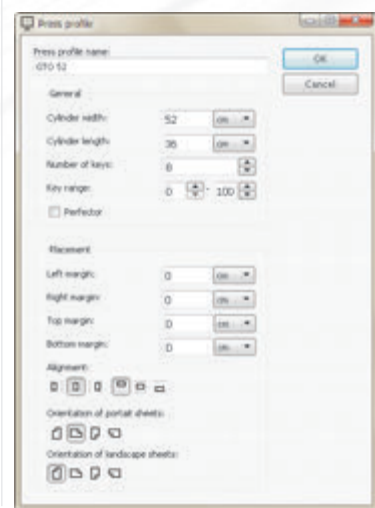 Press profile
Press profile name:
GTO 52
OK
Cancel
General
Cylinder width: 52 cm
Cylinder length: 36 cm
Number of keys: 8
Key range: 0 - 100
Perfector
Placement
Left margin: 0 cm
Right margin: 0 cm
Top margin: 0 cm
Bottom margin: 0 cm
Alignment:
Orientation of portait sheets:
Orientation of landscape sheets: